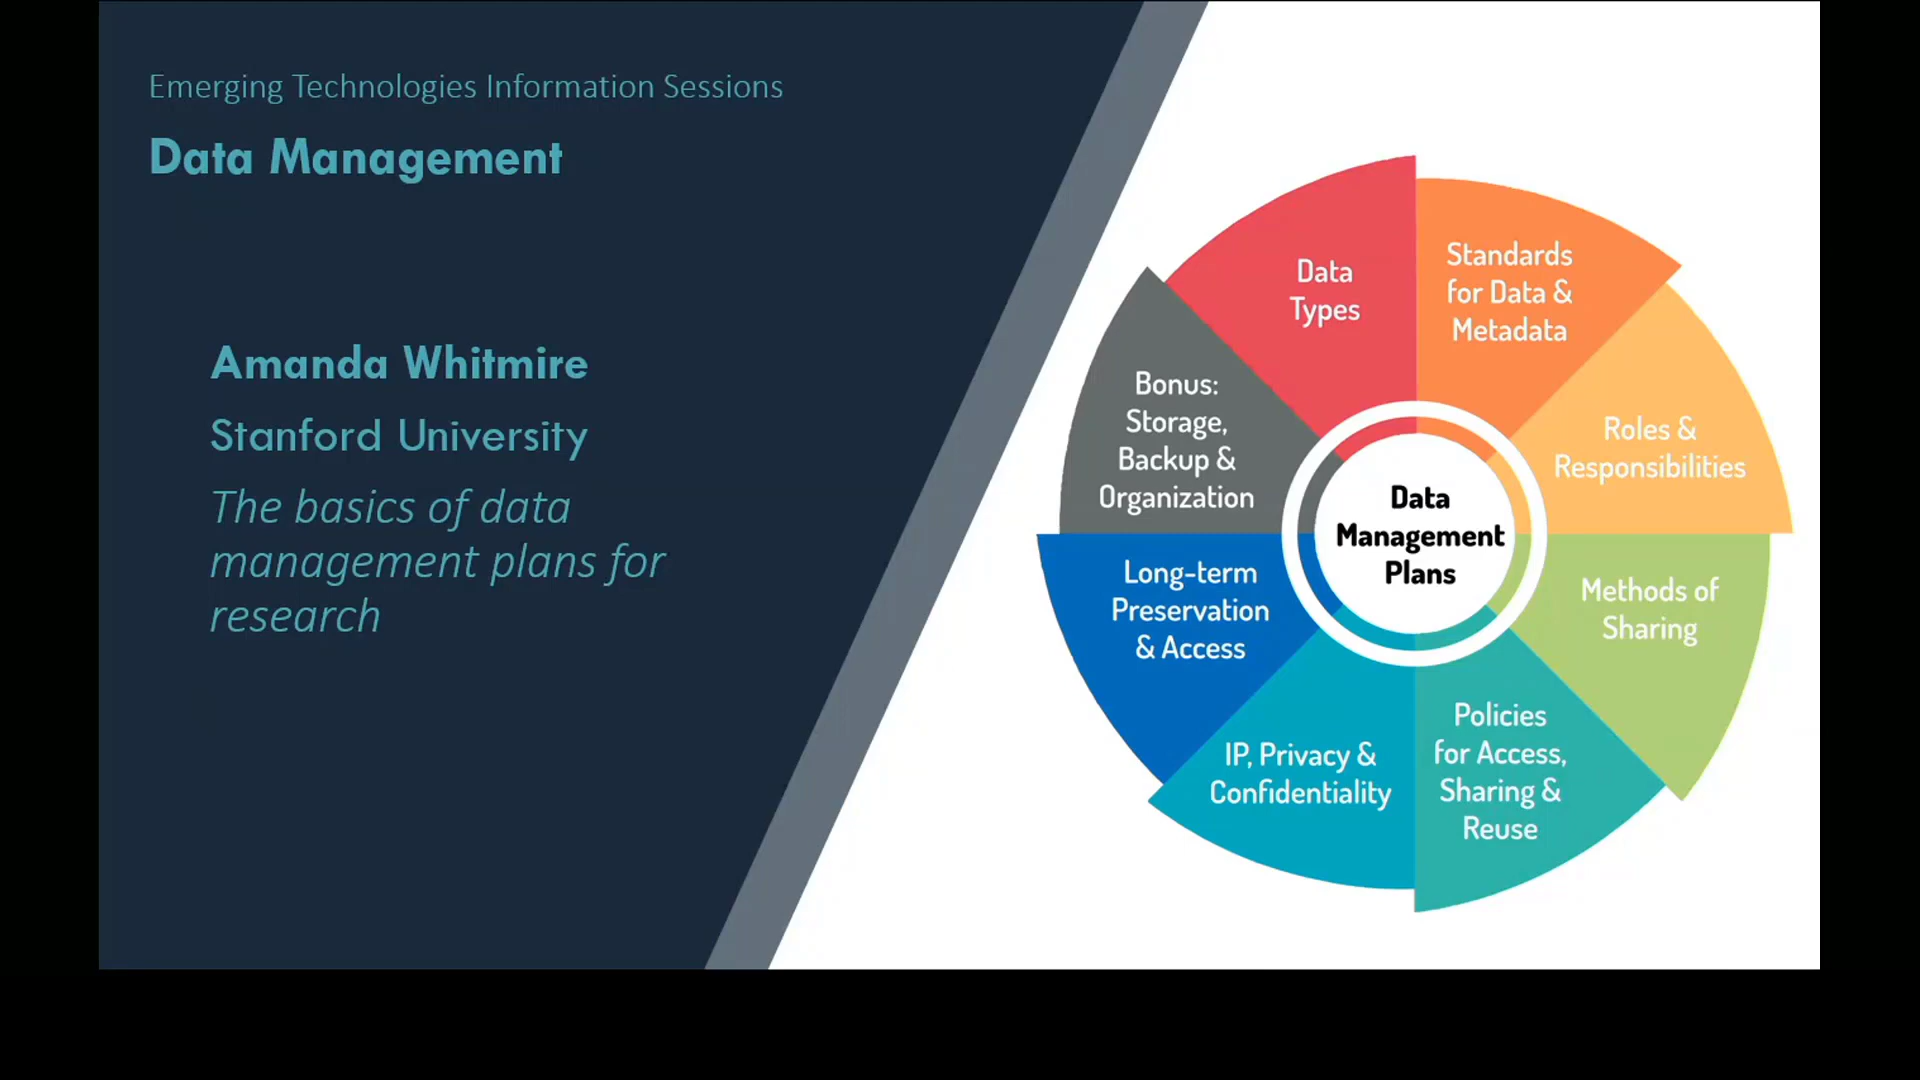 Emerging Technologies Information Sessions
Data Management
Amanda Whitmire
Stanford University
The basics of data
management plans for
research
Data
Types
Standards
for Data &
Metadata
Roles &
Responsibilities
Methods of
Sharing
Policies
for Access,
Sharing &
Reuse
IP, Privacy &
Confidentiality
Long-term
Preservation
& Access
Bonus:
Storage,
Backup &
Organization
Data
Management
Plans